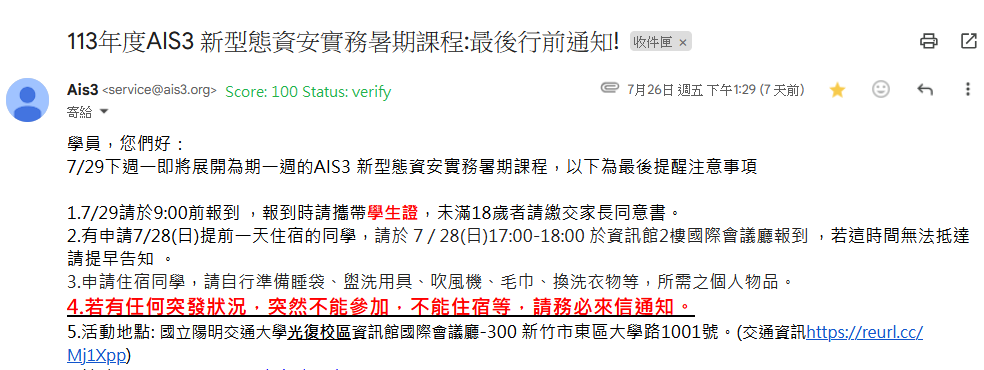 113年度AIS3 新型態資安實務暑期課程:最後行前通知! 收件匣 ×
Ais3 <service@ais3.org> Score: 100 Status: verify 7月26日 週五 下午1:29 (7 天前)
寄給
學員，您們好：
7/29下週一即將展開為期一週的AIS3 新型態資安實務暑期課程，以下為最後提醒注意事項
1.7/29請於9:00前報到 ，報到時請攜帶學生證，未滿18歲者請繳交家長同意書。
2.有申請7/28(日)提前一天住宿的同學，請於 7 / 28(日)17:00-18:00 於資訊館2樓國際會議廳報到 ，若這時間無法抵達
請提早告知 。
3.申請住宿同學，請自行準備睡袋、盥洗用具、吹風機、毛巾、換洗衣物等，所需之個人物品。
4.若有任何突發狀況，突然不能參加，不能住宿等，請務必來信通知。
5.活動地點: 國立陽明交通大學光復校區資訊館國際會議廳-300 新竹市東區大學路1001號。(交通資訊https://reurl.cc/
Mj1Xpp)